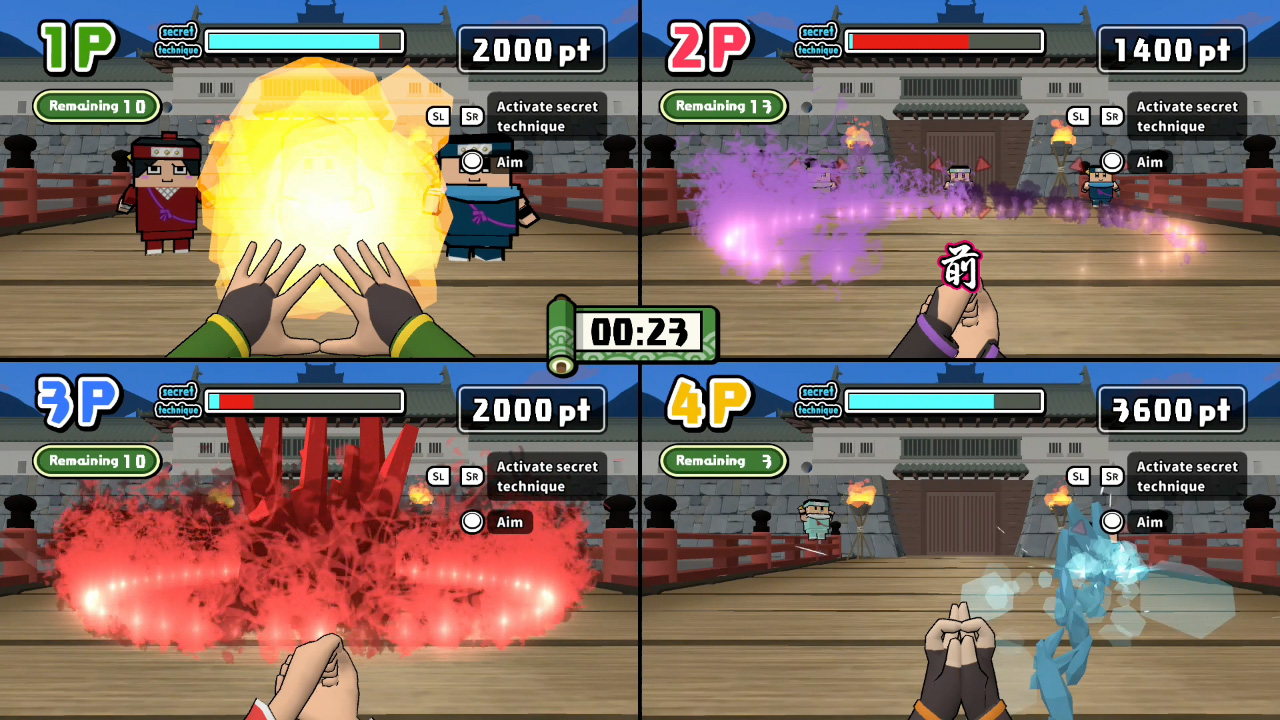 1P
secret
technique
2000 pt
Remaining 10
SL SR Activate secret
technique
Aim
2P
secret
technique
1400 pt
Remaining 13
SL SR Activate secret
technique
Aim
前
00:23
3P
secret
technique
2000 pt
Remaining 10
SL SR Activate secret
technique
Aim
4P
secret
technique
3600 pt
Remaining 3
SL SR Activate secret
technique
Aim